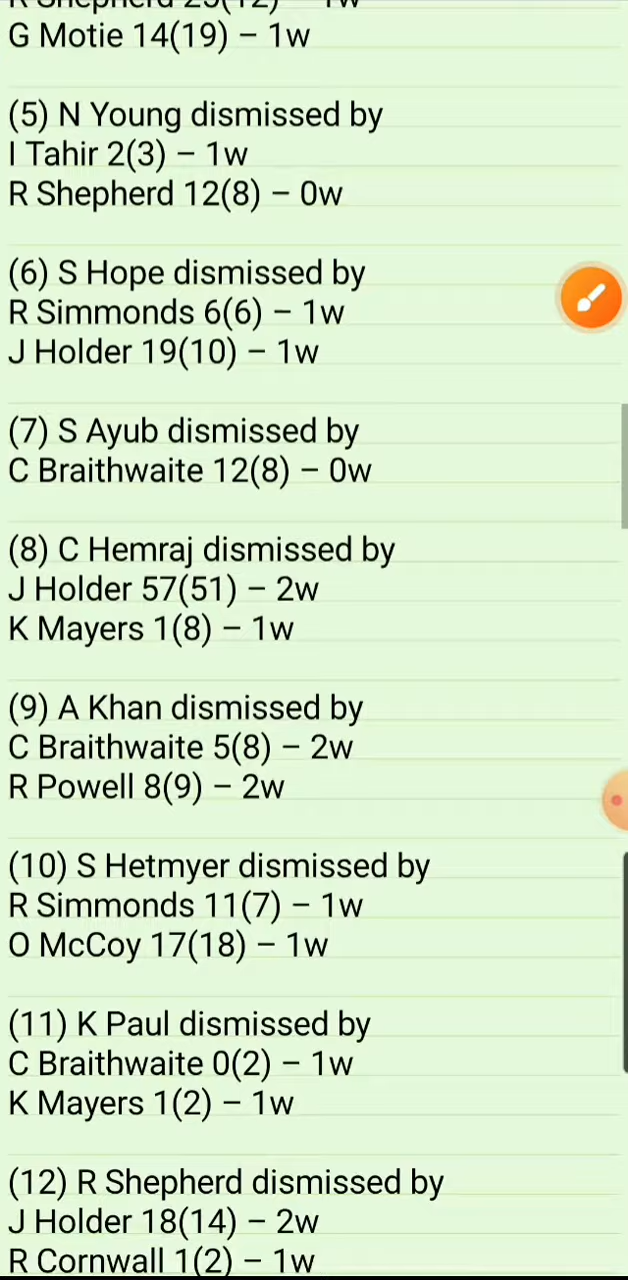 R Shepherd 25(12) – 1w
G Motie 14(19) – 1w
(5) N Young dismissed by
I Tahir 2(3) – 1w
R Shepherd 12(8) – 0w
(6) S Hope dismissed by
R Simmonds 6(6) – 1w
J Holder 19(10) – 1w
(7) S Ayub dismissed by
C Braithwaite 12(8) – 0w
(8) C Hemraj dismissed by
J Holder 57(51) – 2w
K Mayers 1(8) – 1w
(9) A Khan dismissed by
C Braithwaite 5(8) – 2w
R Powell 8(9) – 2w
(10) S Hetmyer dismissed by
R Simmonds 11(7) – 1w
O McCoy 17(18) – 1w
(11) K Paul dismissed by
C Braithwaite 0(2) – 1w
K Mayers 1(2) – 1w
(12) R Shepherd dismissed by
J Holder 18(14) – 2w
R Cornwall 1(2) – 1w